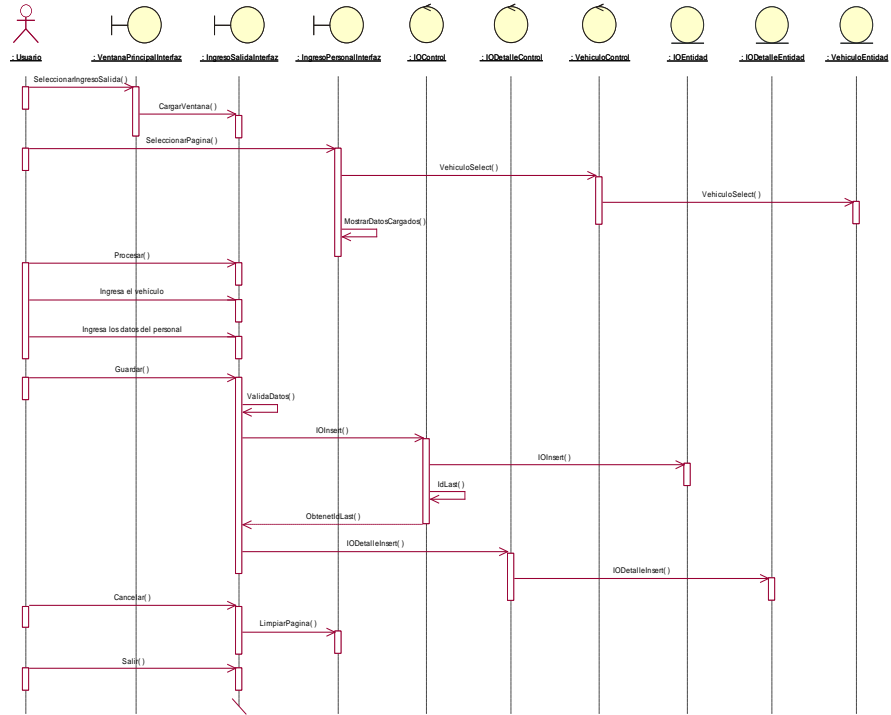 : Usuario
: VentanaPrincipalInterfaz
: IngresoSalidaInterfaz
: IngresoPersonalInterfaz
: IOControl
: IODetalleControl
: VehiculoControl
: IOEntidad
: IODetalleEntidad
: VehiculoEntidad
SeleccionarIngresoSalida( )
CargarVentana( )
SeleccionarPagina( )
VehiculoSelect( )
VehiculoSelect( )
MostrarDatosCargados( )
Procesar( )
Ingresa el vehículo
Ingresa los datos del personal
Guardar( )
ValidaDatos( )
IOInsert( )
IOInsert( )
IdLast( )
ObtenetIdLast( )
IODetalleInsert( )
IODetalleInsert( )
Cancelar( )
LimpiarPagina( )
Salir( )